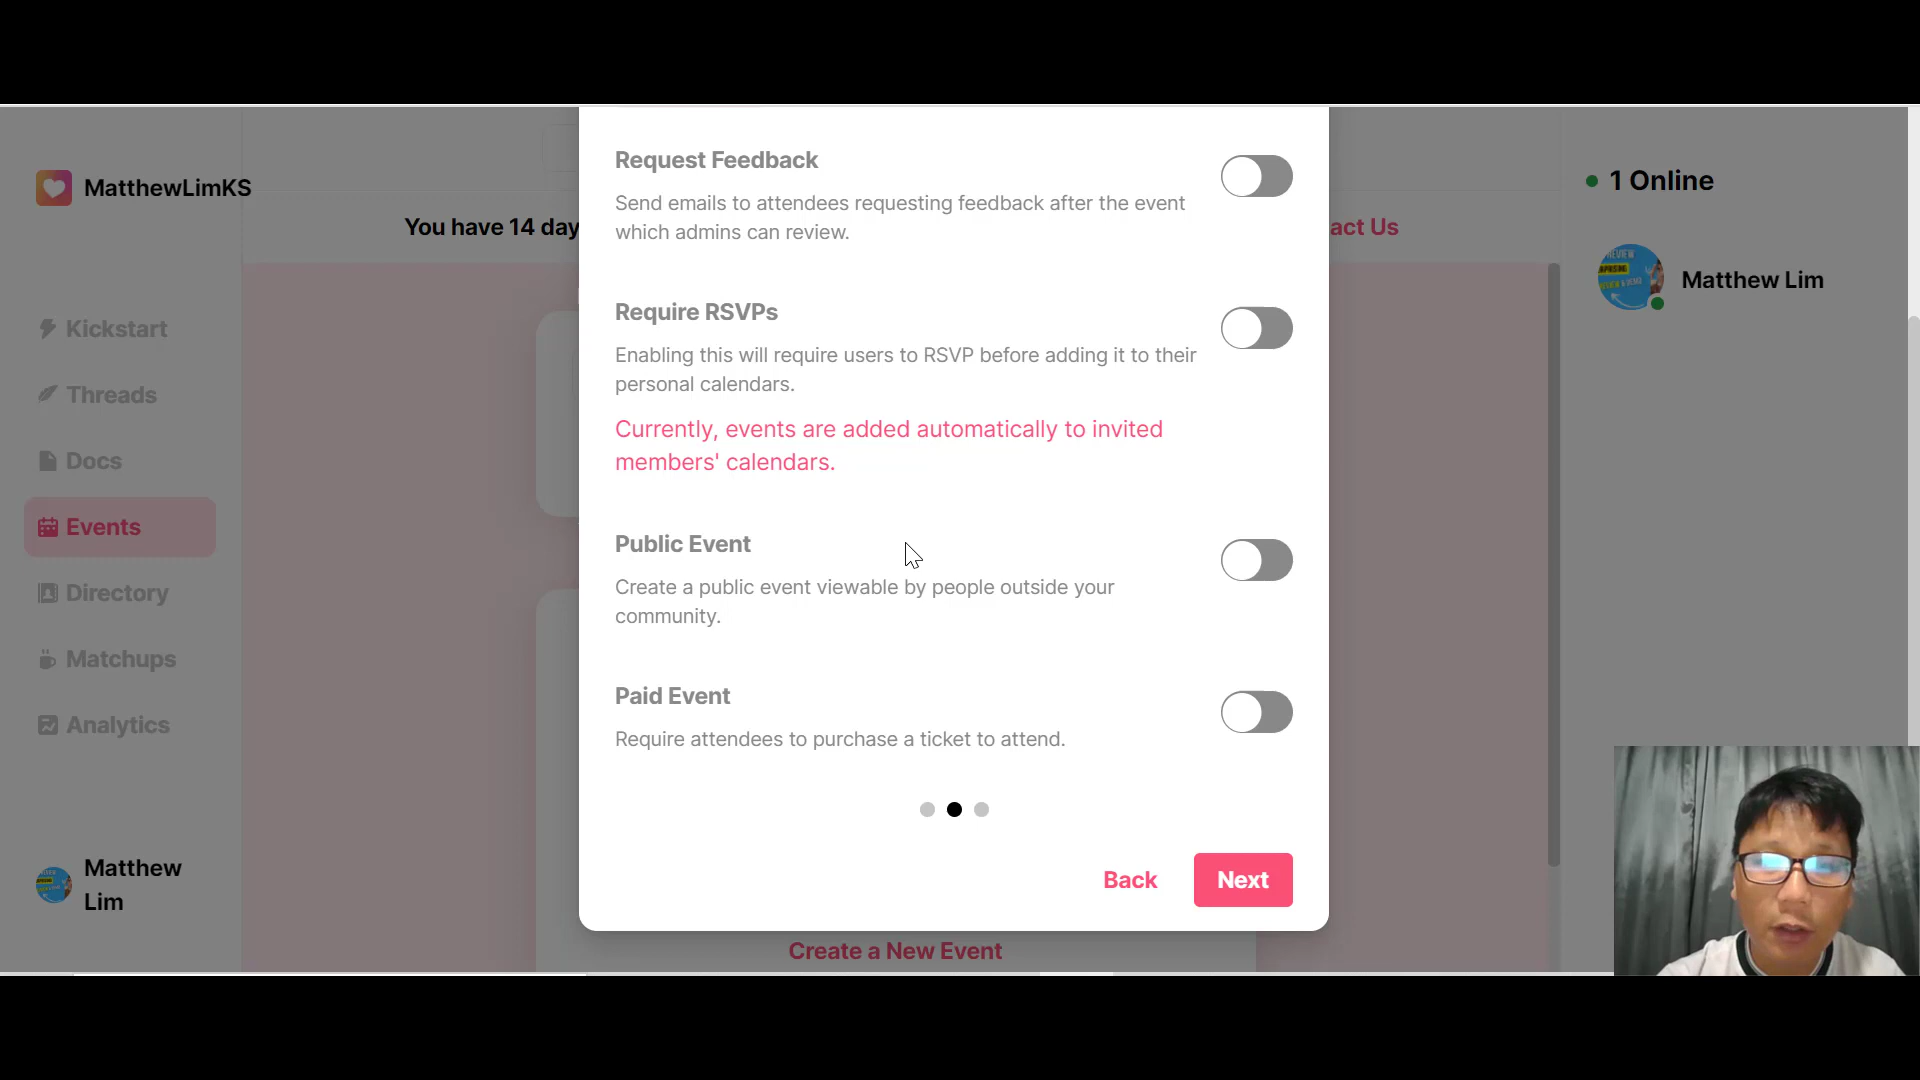 MatthewLimKS
You have 14 day
act Us
1 Online
Matthew Lim
Kickstart
Threads
Docs
Events
Directory
Matchups
Analytics
Matthew
Lim
Request Feedback
Send emails to attendees requesting feedback after the event
which admins can review.
Require RSVPs
Enabling this will require users to RSVP before adding it to their
personal calendars.
Currently, events are added automatically to invited
members' calendars.
Public Event
Create a public event viewable by people outside your
community.
Paid Event
Require attendees to purchase a ticket to attend.
Back
Next
Create a New Event